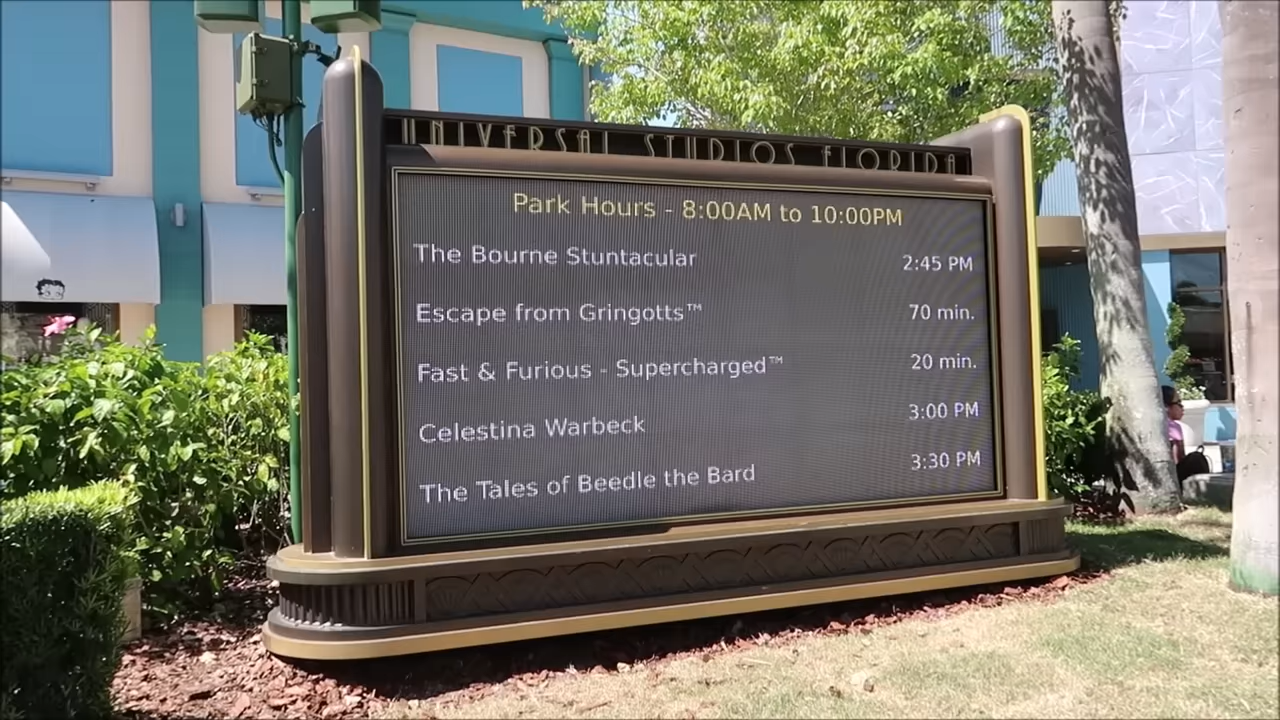 UNIVERSAL STUDIOS FLORIDA
Park Hours - 8:00AM to 10:00PM
The Bourne Stuntacular 2:45 PM
Escape from Gringotts™ 70 min.
Fast & Furious - Supercharged™ 20 min.
Celestina Warbeck 3:00 PM
The Tales of Beedle the Bard 3:30 PM